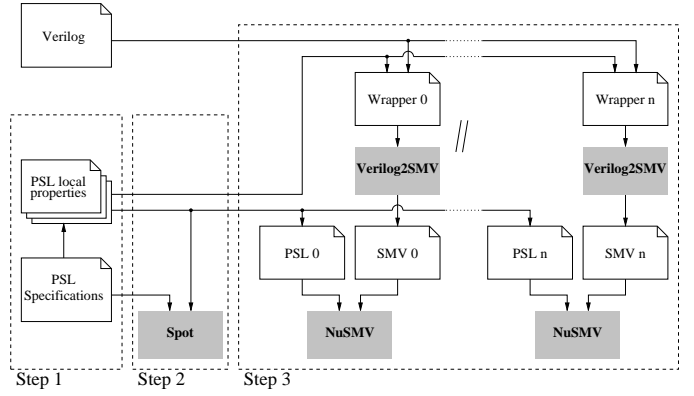 Verilog
Wrapper 0
Wrapper n
Verilog2SMV
//
Verilog2SMV
PSL local
properties
PSL 0
SMV 0
PSL n
SMV n
PSL
Specifications
Spot
NuSMV
NuSMV
Step 1
Step 2
Step 3